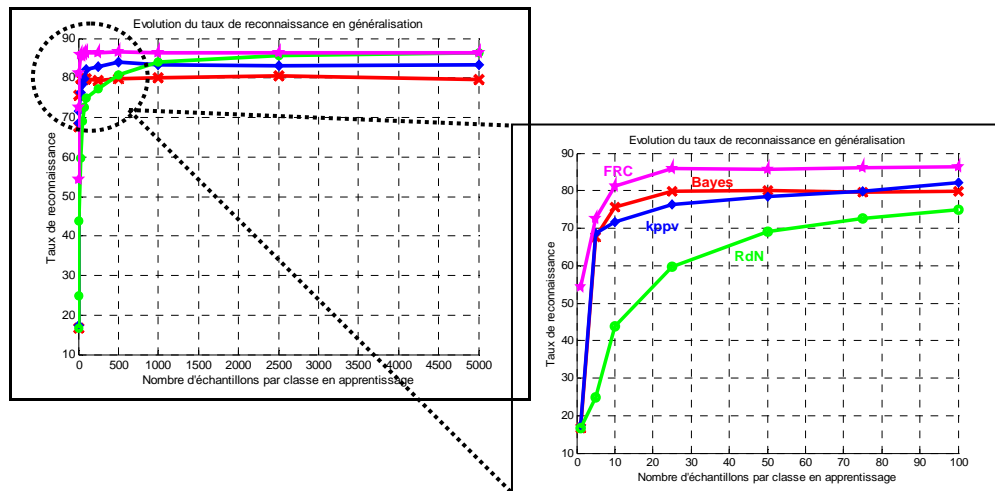 Evolution du taux de reconnaissance en généralisation
90
80
70
60
50
40
30
20
10
Taux de reconnaissance
0 500 1000 1500 2000 2500 3000 3500 4000 4500 5000
Nombre d'échantillons par classe en apprentissage
Evolution du taux de reconnaissance en généralisation
90
80
70
60
50
40
30
20
10
Taux de reconnaissance
FRC
Bayes
kppv
RdN
0 10 20 30 40 50 60 70 80 90 100
Nombre d'échantillons par classe en apprentissage